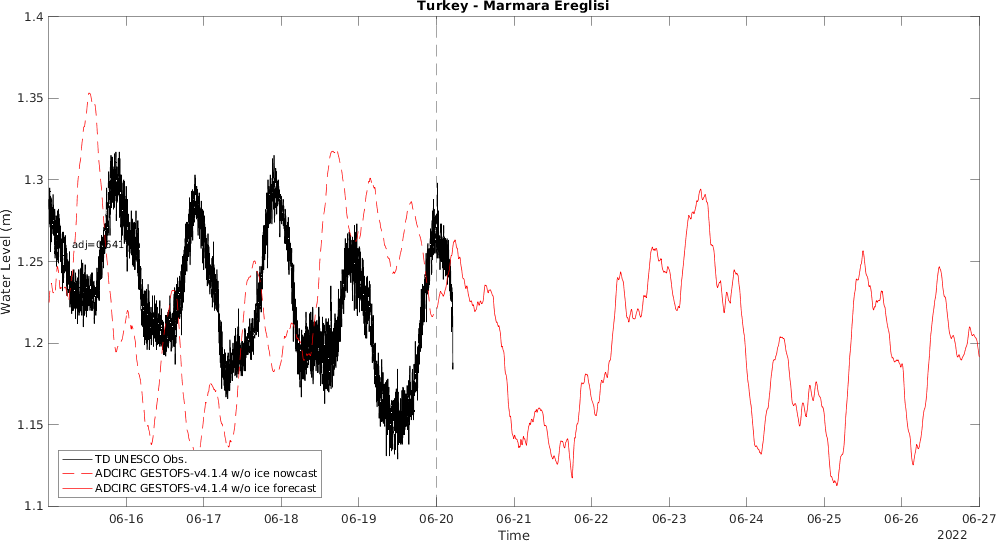 Turkey - Marmara Ereglisi
1.4
1.35
1.3
1.25
1.2
1.15
1.1
Water Level (m)
adj=0.541
TD UNESCO Obs.
ADCIRC GESTOFS-v4.1.4 w/o ice nowcast
ADCIRC GESTOFS-v4.1.4 w/o ice forecast
06-16 06-17 06-18 06-19 06-20 06-21 06-22 06-23 06-24 06-25 06-26 06-27
Time
2022